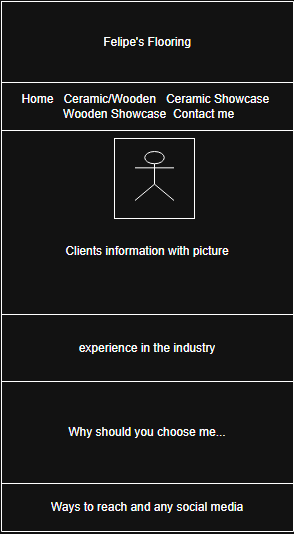 Felipe's Flooring
Home Ceramic/Wooden Ceramic Showcase
Wooden Showcase Contact me
Clients information with picture
experience in the industry
Why should you choose me...
Ways to reach and any social media